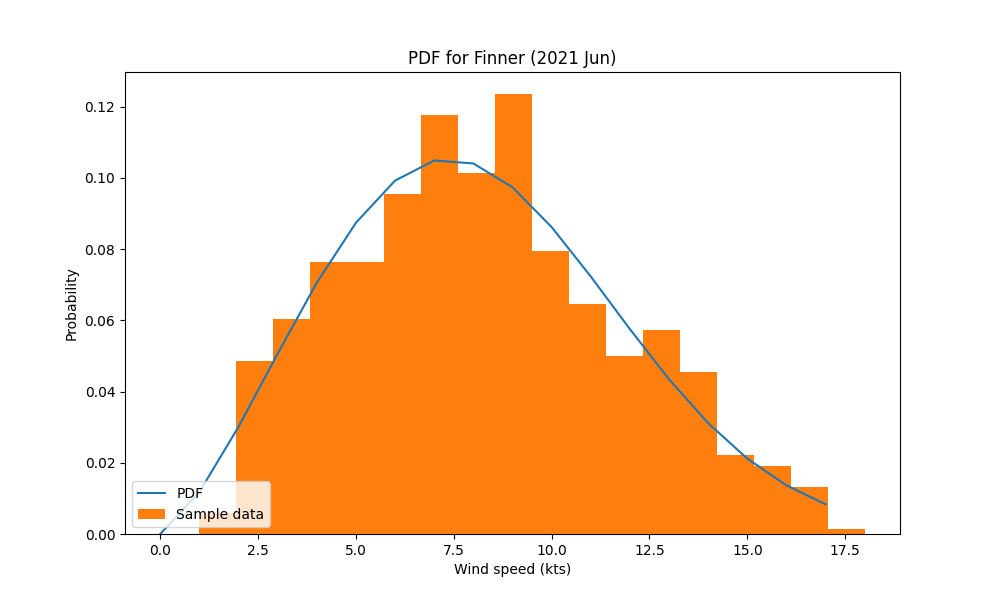 PDF for Finner (2021 Jun)
0.12
0.10
0.08
0.06
0.04
0.02
0.00
Probability
PDF
Sample data
0.0 2.5 5.0 7.5 10.0 12.5 15.0 17.5
Wind speed (kts)